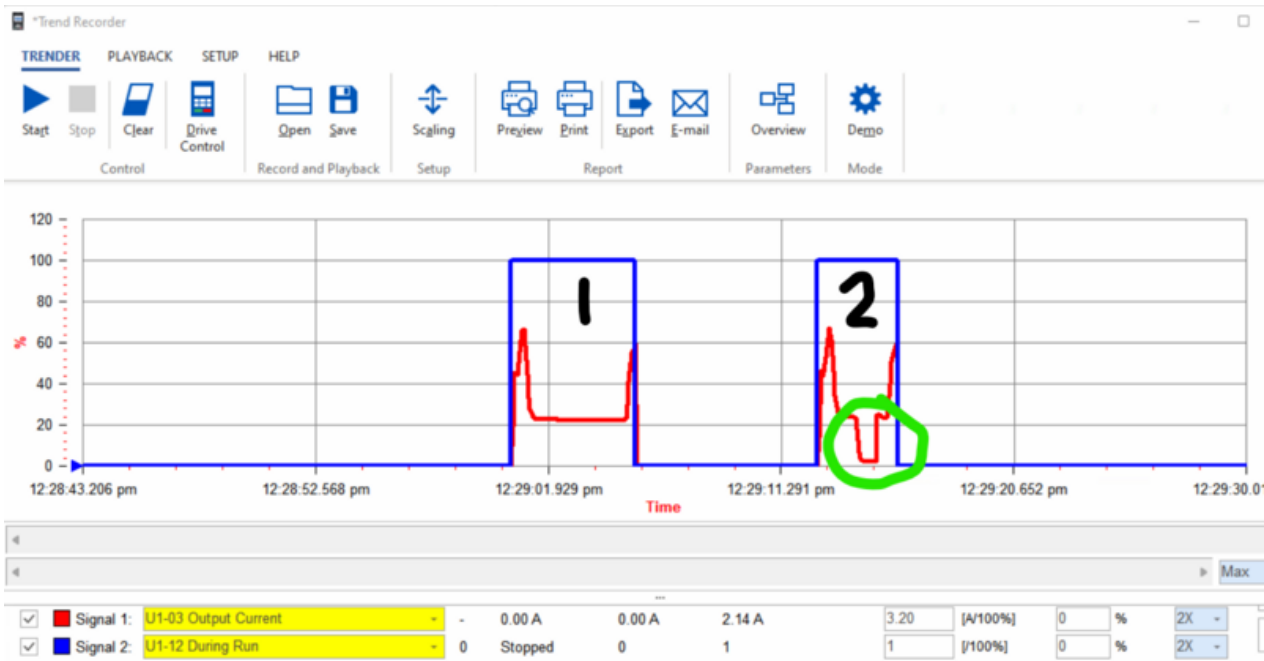 *Trend Recorder
TRENDER PLAYBACK SETUP HELP
Start Stop Clear Drive Control Open Save Scaling Preview Print Export E-mail Overview Demo
Control Record and Playback Setup Report Parameters Mode
120
100
80
60
40
20
0
%
1
2
12:28:43.206 pm 12:28:52.568 pm 12:29:01.929 pm 12:29:11.291 pm 12:29:20.652 pm 12:29:30.01
Time
Max
...
Signal 1: U1-03 Output Current - 0.00 A 0.00 A 2.14 A 3.20 [A/100%] 0 % 2X
Signal 2: U1-12 During Run 0 Stopped 0 1 1 [/100%] 0 % 2X